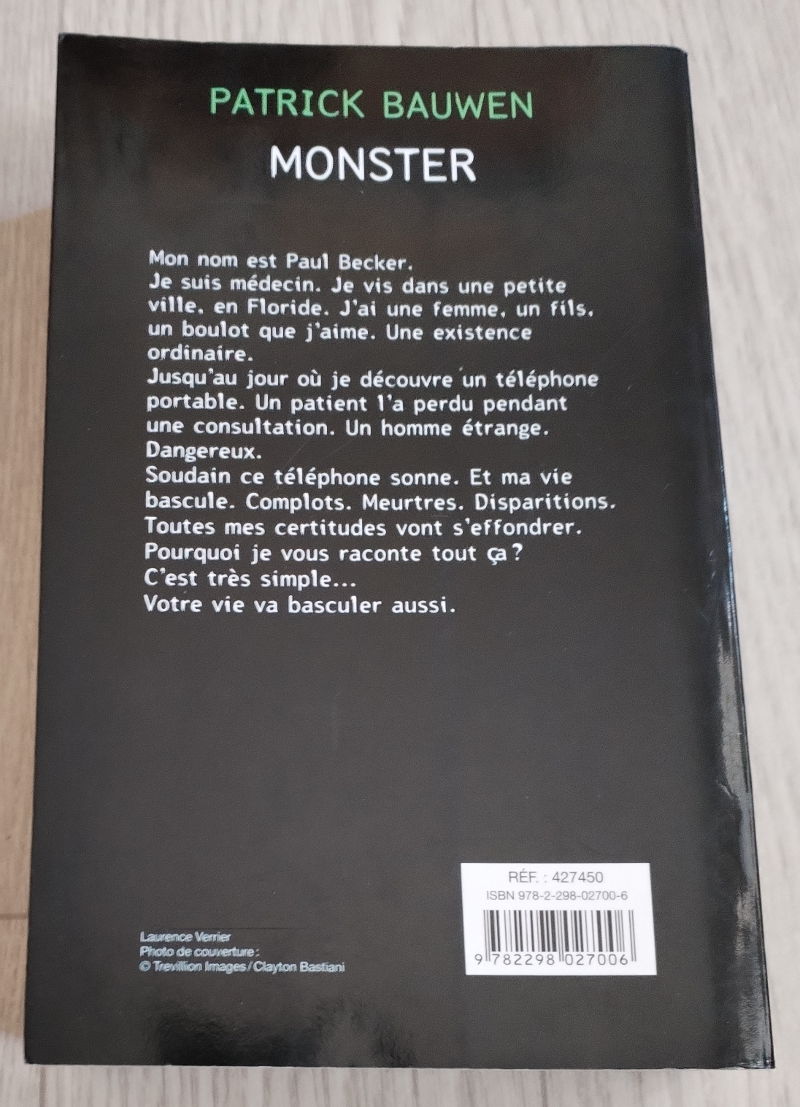 PATRICK BAUWEN
MONSTER
Mon nom est Paul Becker.
Je suis médecin. Je vis dans une petite
ville, en Floride. J'ai une femme, un fils,
un boulot que j'aime. Une existence
ordinaire.
Jusqu'au jour où je découvre un téléphone
portable. Un patient l'a perdu pendant
une consultation. Un homme étrange.
Dangereux.
Soudain ce téléphone sonne. Et ma vie
bascule. Complots. Meurtres. Disparitions.
Toutes mes certitudes vont s'effondrer.
Pourquoi je vous raconte tout ça ?
C'est très simple...
Votre vie va basculer aussi.
RÉF. : 427450
ISBN 978-2-298-02700-6
9 782298 027006
Laurence Verrier
Photo de couverture :
© Trevillion Images / Clayton Bastiani